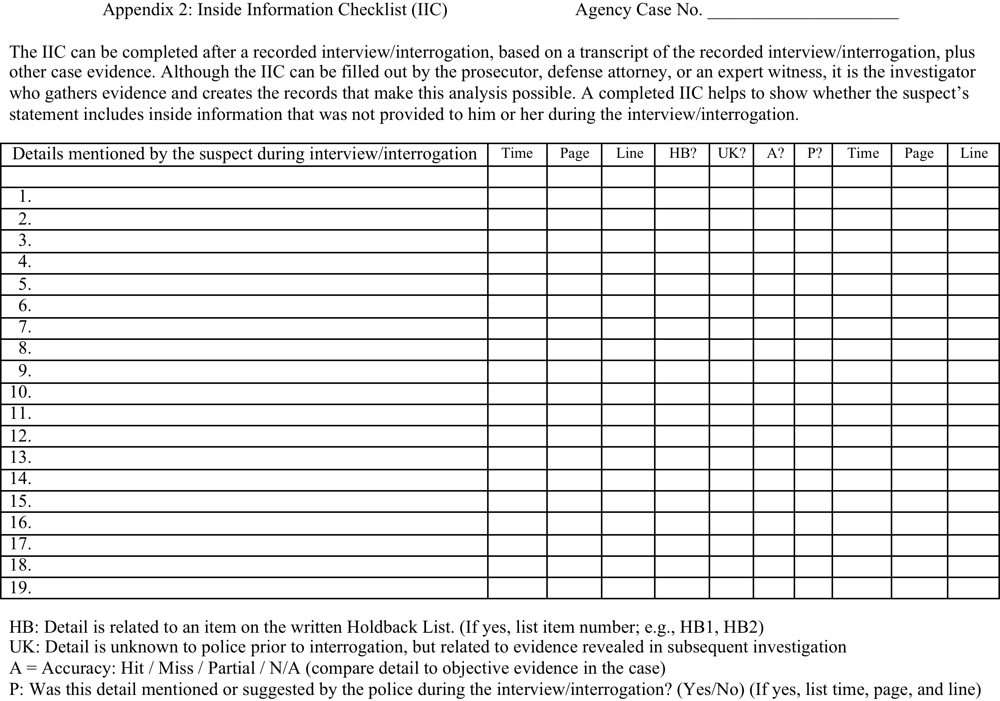 Appendix 2: Inside Information Checklist (IIC) Agency Case No. _____________________
The IIC can be completed after a recorded interview/interrogation, based on a transcript of the recorded interview/interrogation, plus
other case evidence. Although the IIC can be filled out by the prosecutor, defense attorney, or an expert witness, it is the investigator
who gathers evidence and creates the records that make this analysis possible. A completed IIC helps to show whether the suspect’s
statement includes inside information that was not provided to him or her during the interview/interrogation.
Details mentioned by the suspect during interview/interrogation Time Page Line HB? UK? A? P? Time Page Line
1.
2.
3.
4.
5.
6.
7.
8.
9.
10.
11.
12.
13.
14.
15.
16.
17.
18.
19.
HB: Detail is related to an item on the written Holdback List. (If yes, list item number; e.g., HB1, HB2)
UK: Detail is unknown to police prior to interrogation, but related to evidence revealed in subsequent investigation
A = Accuracy: Hit / Miss / Partial / N/A (compare detail to objective evidence in the case)
P: Was this detail mentioned or suggested by the police during the interview/interrogation? (Yes/No) (If yes, list time, page, and line)